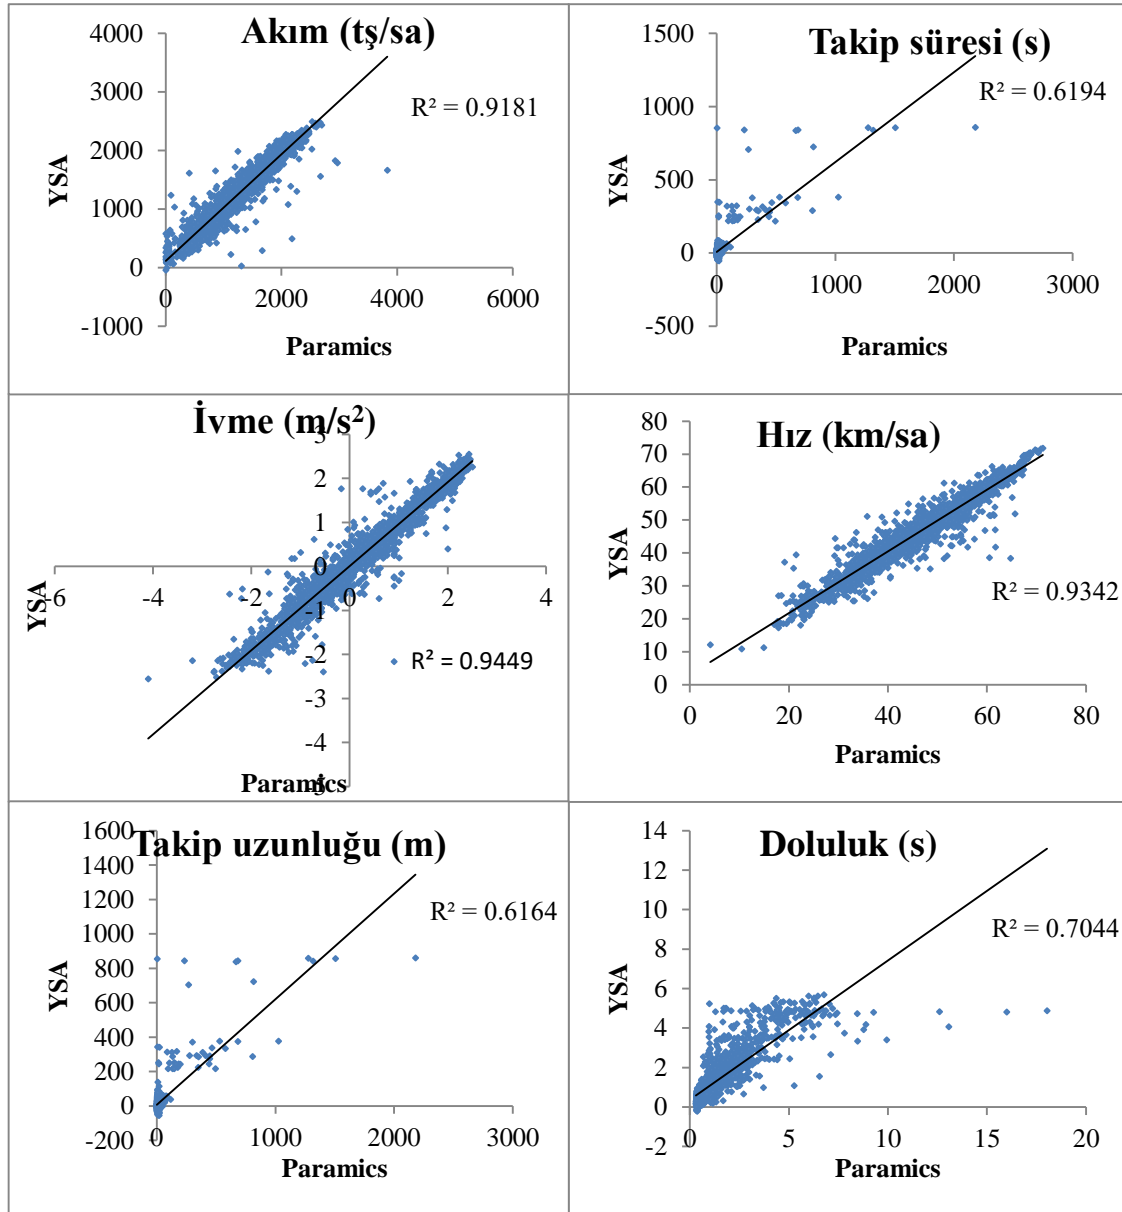 Akım (tş/sa)
4000
3000
2000
1000
0
-1000
0 2000 4000 6000
YSA
Paramics
R² = 0.9181
Takip süresi (s)
1500
1000
500
0
-500
0 1000 2000 3000
YSA
Paramics
R² = 0.6194
İvme (m/s²)
3
2
1
0
-1
-2
-3
-4
-5
-6 -4 -2 0 2 4
YSA
Paramics
R² = 0.9449
Hız (km/sa)
80
70
60
50
40
30
20
10
0
0 20 40 60 80
YSA
Paramics
R² = 0.9342
Takip uzunluğu (m)
1600
1400
1200
1000
800
600
400
200
0
-200
0 1000 2000 3000
YSA
Paramics
R² = 0.6164
Doluluk (s)
14
12
10
8
6
4
2
0
-2
0 5 10 15 20
YSA
Paramics
R² = 0.7044